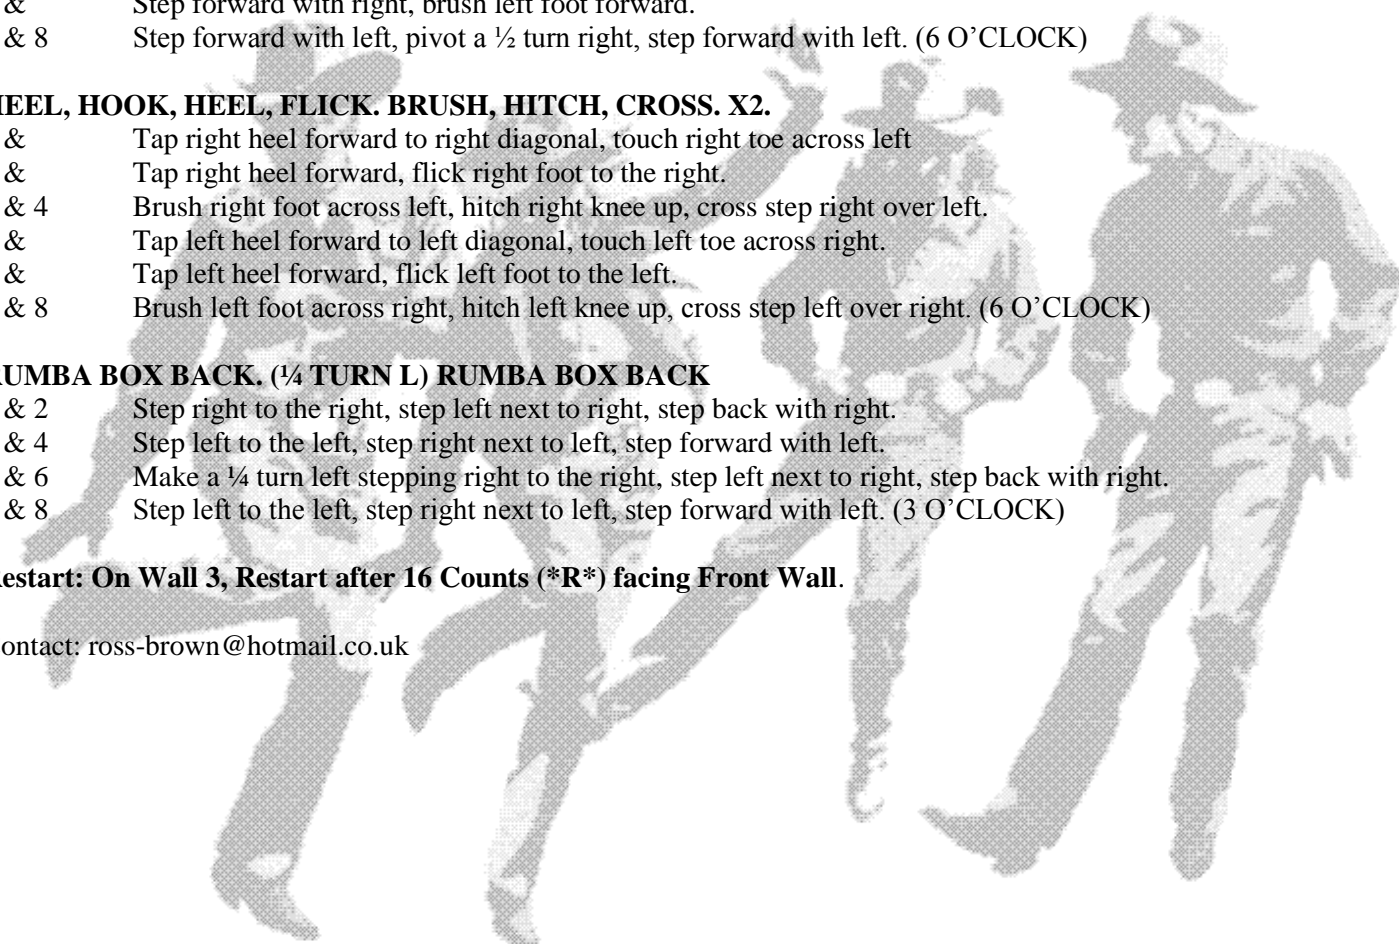 & Step forward with right, brush left foot forward.
& 8 Step forward with left, pivot a ½ turn right, step forward with left. (6 O’CLOCK)
HEEL, HOOK, HEEL, FLICK. BRUSH, HITCH, CROSS. X2.
& Tap right heel forward to right diagonal, touch right toe across left
& Tap right heel forward, flick right foot to the right.
& 4 Brush right foot across left, hitch right knee up, cross step right over left.
& Tap left heel forward to left diagonal, touch left toe across right.
& Tap left heel forward, flick left foot to the left.
& 8 Brush left foot across right, hitch left knee up, cross step left over right. (6 O’CLOCK)
RUMBA BOX BACK. (¼ TURN L) RUMBA BOX BACK
& 2 Step right to the right, step left next to right, step back with right.
& 4 Step left to the left, step right next to left, step forward with left.
& 6 Make a ¼ turn left stepping right to the right, step left next to right, step back with right.
& 8 Step left to the left, step right next to left, step forward with left. (3 O’CLOCK)
Restart: On Wall 3, Restart after 16 Counts (*R*) facing Front Wall.
ontact: ross-brown@hotmail.co.uk